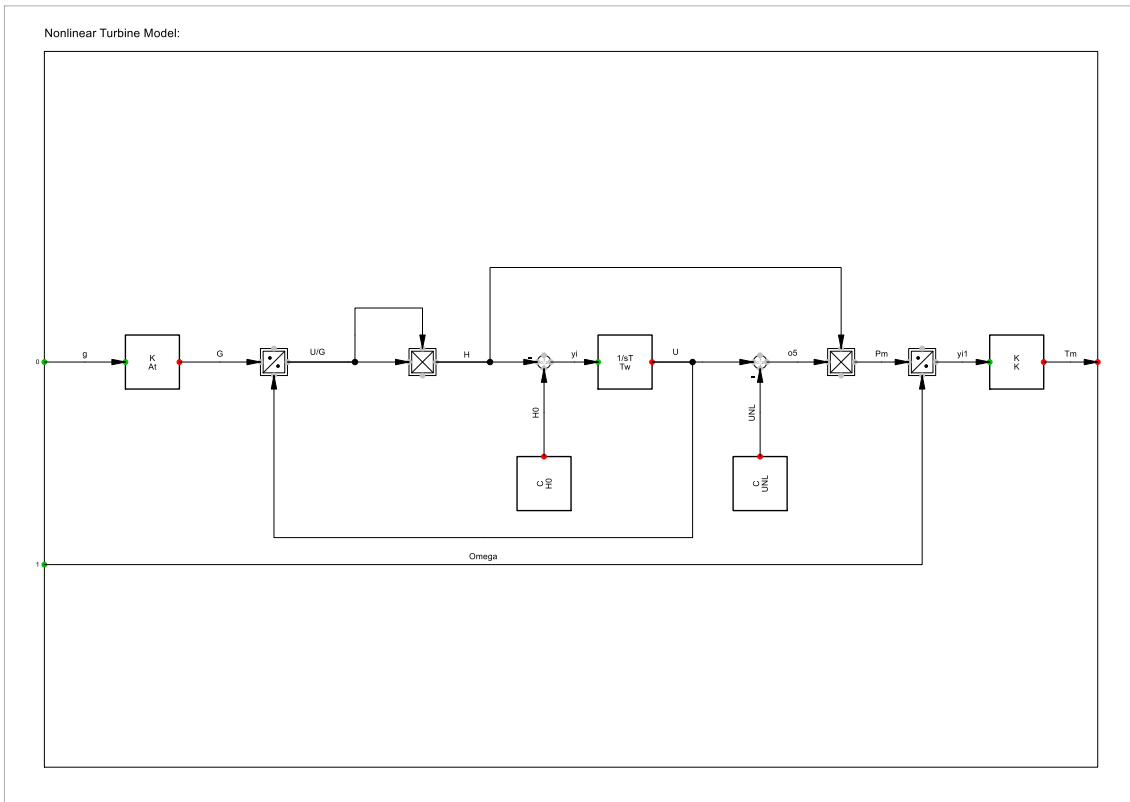 Nonlinear Turbine Model:
0
g
K
At
G
U/G
H
-
yi
1/sT
Tw
U
-
o5
Pm
yi1
K
K
Tm
H0
UNL
C
H0
C
UNL
Omega
1